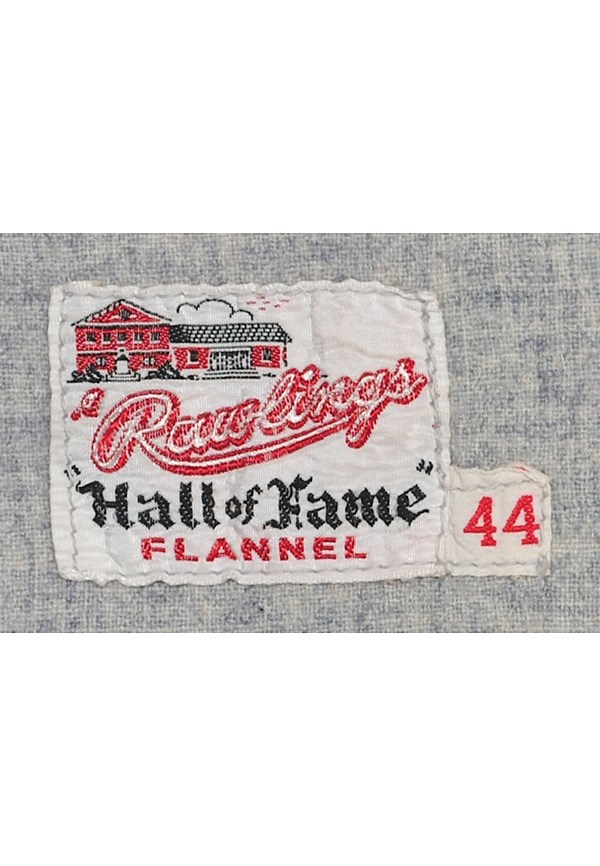 a
Rawlings
"Hall of Fame"
FLANNEL
44